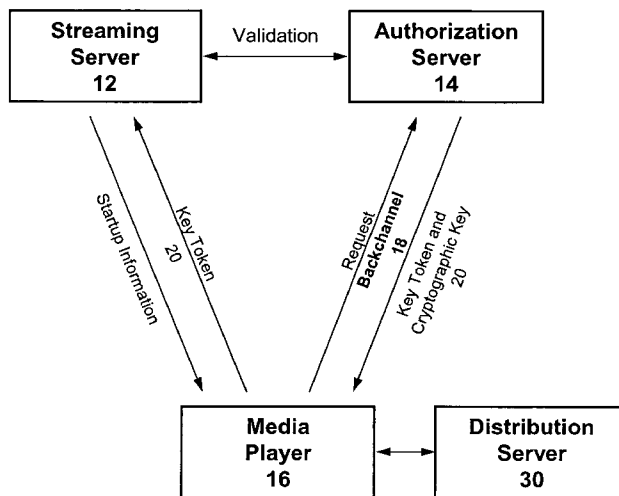 Streaming
Server
12
Validation
Authorization
Server
14
Startup Information
Key Token
20
Request
Backchannel
18
Key Token and
Cryptographic Key
20
Media
Player
16
Distribution
Server
30